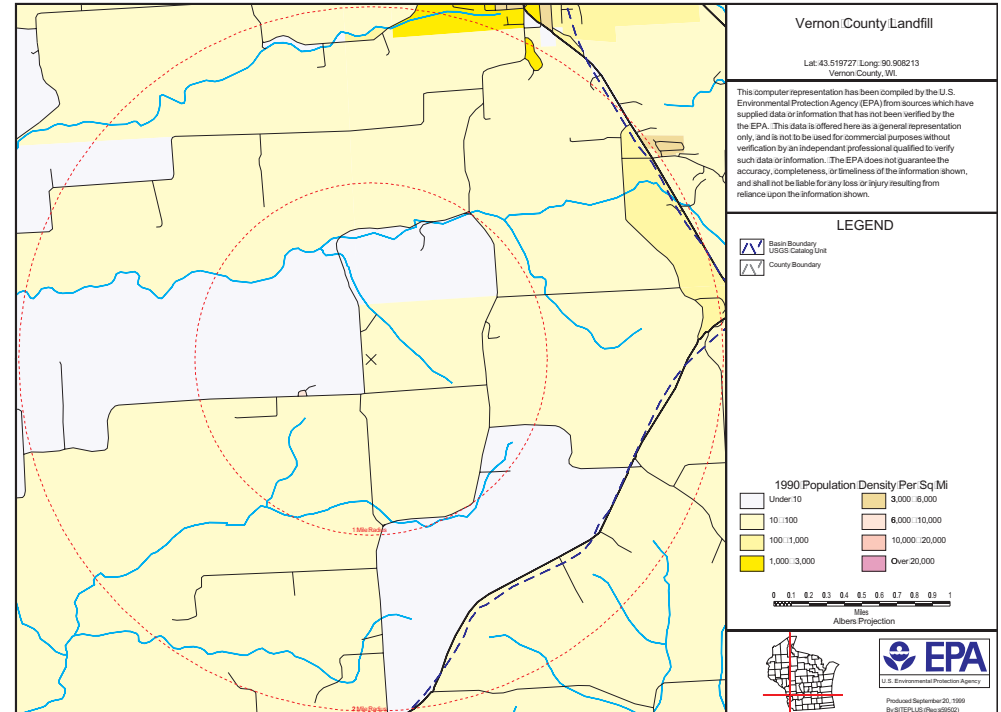 Vernon County Landfill
Lat: 43.519727 Long: 90.908213
Vernon County, WI.
This computer representation has been compiled by the U.S.
Environmental Protection Agency (EPA) from sources which have
supplied data or information that has not been verified by the
the EPA. This data is offered here as a general representation
only, and is not to be used for commercial purposes without
verification by an independant professional qualified to verify
such data or information. The EPA does not guarantee the
accuracy, completeness, or timeliness of the information shown,
and shall not be liable for any loss or injury resulting from
reliance upon the information shown.
LEGEND
Basin Boundary
USGS Catalog Unit
County Boundary
1990 Population Density Per Sq Mi
Under 10
10 100
100 1,000
1,000 3,000
3,000 6,000
6,000 10,000
10,000 20,000
Over 20,000
0 0.1 0.2 0.3 0.4 0.5 0.6 0.7 0.8 0.9 1
Miles
Albers Projection
EPA
U.S. Environmental Protection Agency
Produced September 20, 1999
By SITEPLUS
1 Mile Radius
2 Mile Radius